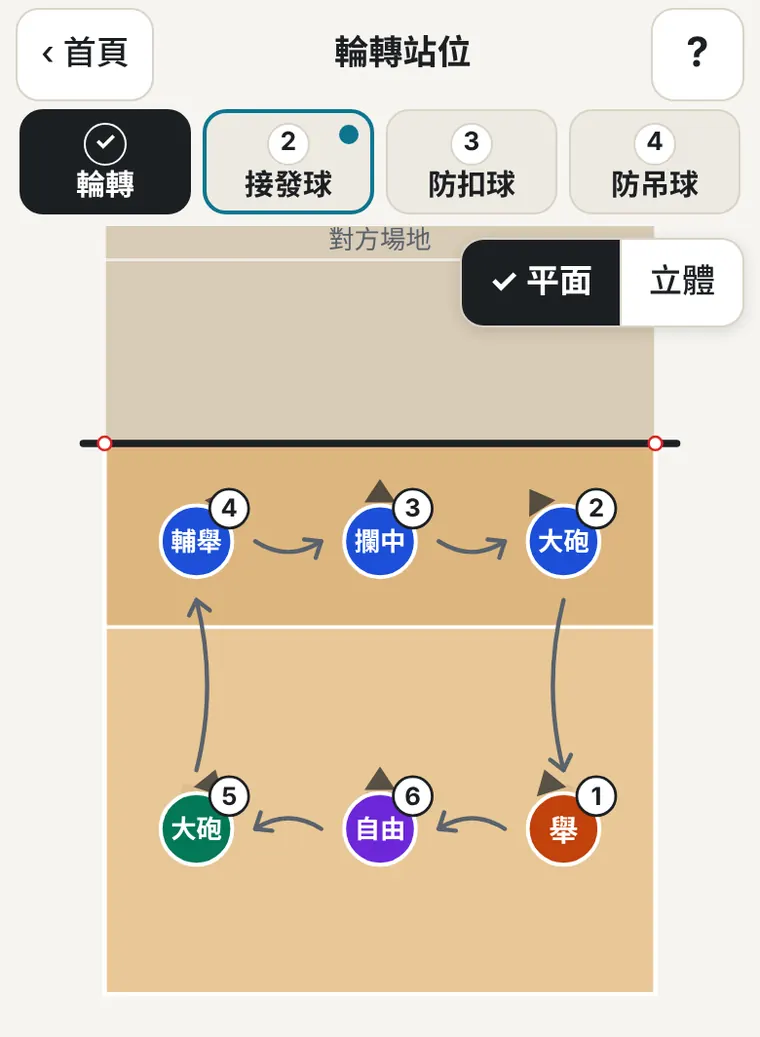 ‹ 首頁
輪轉站位
?
輪轉
2
接發球
3
防扣球
4
防吊球
對方場地
平面
立體
4
輔舉
3
攔中
2
大砲
5
大砲
6
自由
1
舉